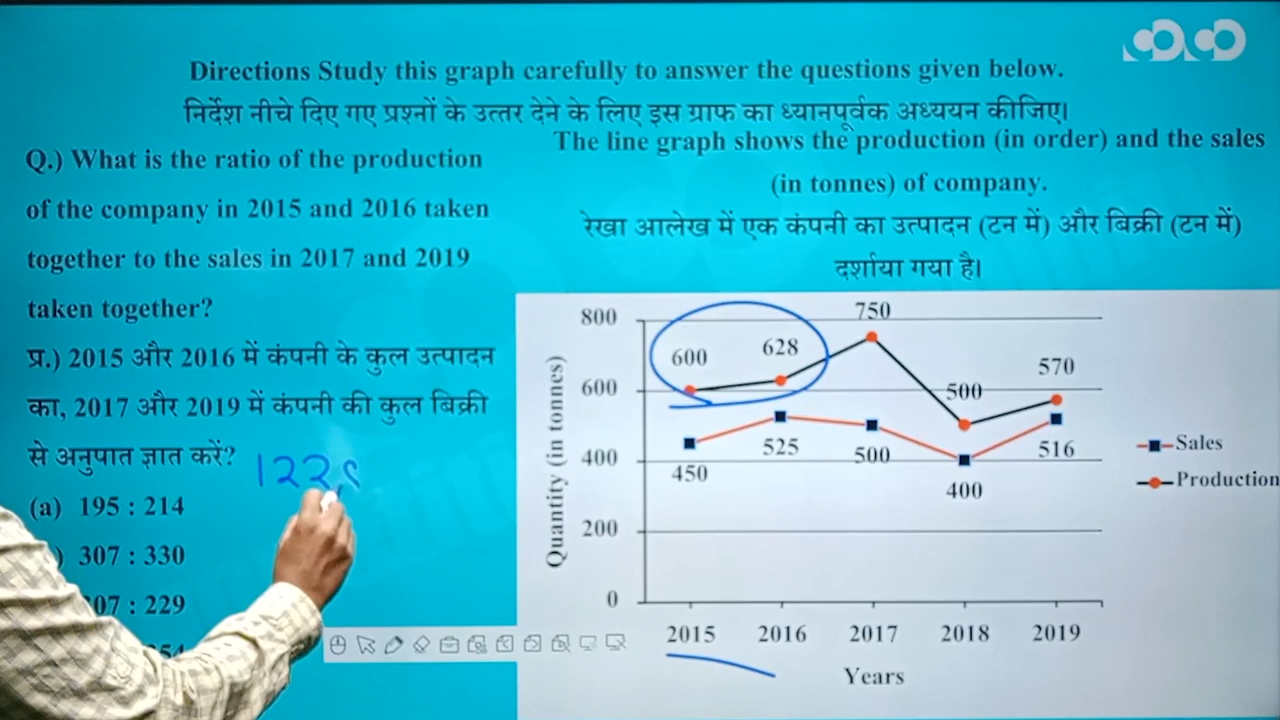 Directions Study this graph carefully to answer the questions given below.
निर्देश नीचे दिए गए प्रश्नों के उत्तर देने के लिए इस ग्राफ का ध्यानपूर्वक अध्ययन कीजिए।
Q.) What is the ratio of the production
of the company in 2015 and 2016 taken
together to the sales in 2017 and 2019
taken together?
प्र.) 2015 और 2016 में कंपनी के कुल उत्पादन
का, 2017 और 2019 में कंपनी की कुल बिक्री
से अनुपात ज्ञात करें?
(a) 195 : 214
) 307 : 330
07 : 229
The line graph shows the production (in order) and the sales
(in tonnes) of company.
रेखा आलेख में एक कंपनी का उत्पादन (टन में) और बिक्री (टन में)
दर्शाया गया है।
Quantity (in tonnes)
800
600
400
200
0
600
628
750
500
570
450
525
500
400
516
2015 2016 2017 2018 2019
Years
Sales
Production